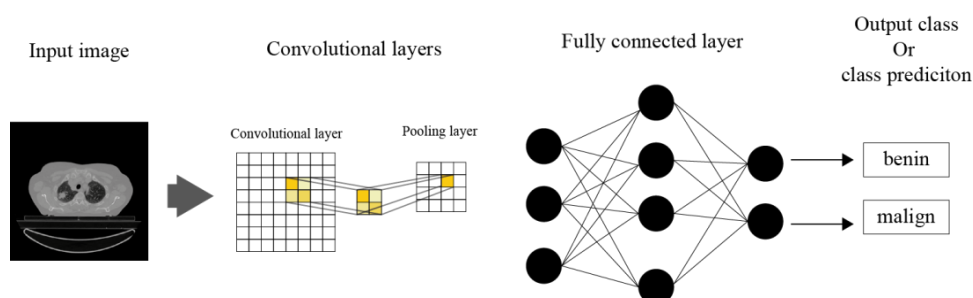 Input image
Convolutional layers
Fully connected layer
Output class
Or
class prediciton
Convolutional layer
Pooling layer
benin
malign